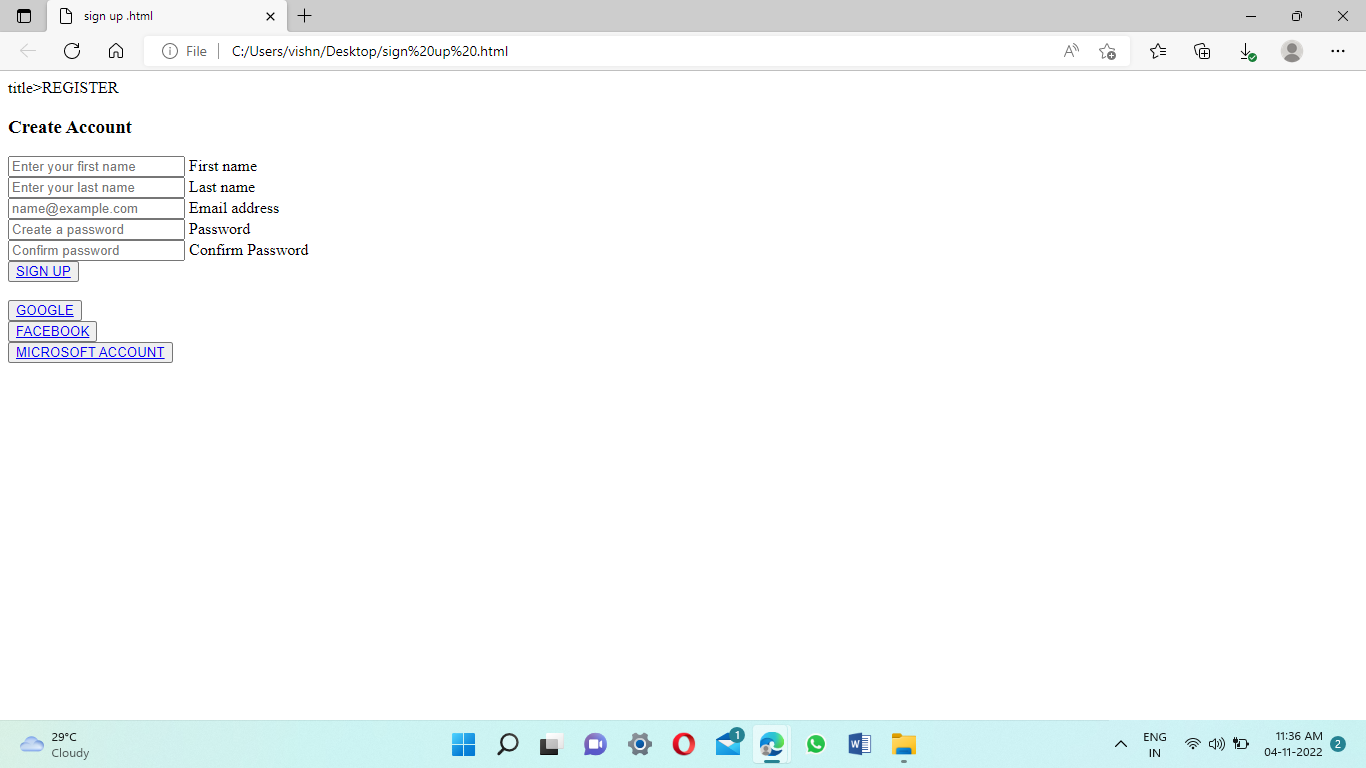 sign up .html
File
C:/Users/vishn/Desktop/sign%20up%20.html
title>REGISTER
Create Account
Enter your first name First name
Enter your last name Last name
name@example.com Email address
Create a password Password
Confirm password Confirm Password
SIGN UP
GOOGLE
FACEBOOK
MICROSOFT ACCOUNT
29°C
Cloudy
1
ENG
IN
11:36 AM
04-11-2022
2